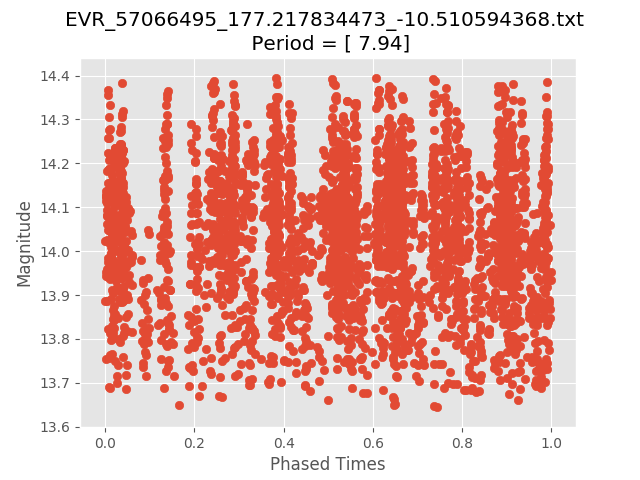 EVR_57066495_177.217834473_-10.510594368.txt
Period = [ 7.94]
14.4
14.3
14.2
14.1
14.0
13.9
13.8
13.7
13.6
Magnitude
0.0 0.2 0.4 0.6 0.8 1.0
Phased Times